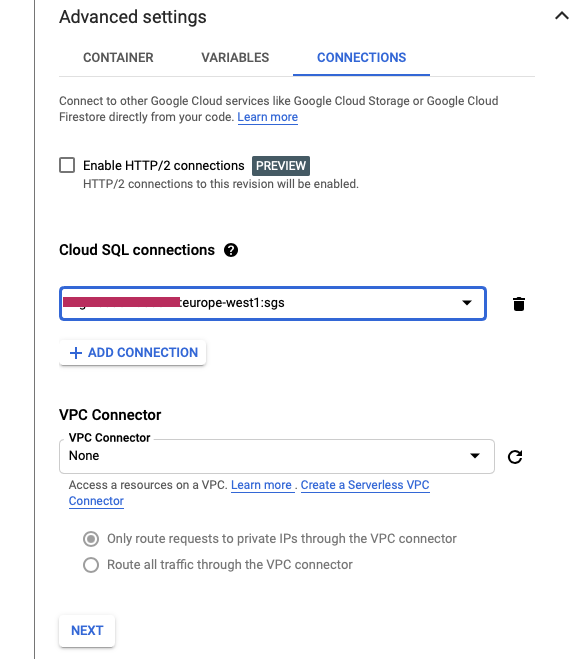 Advanced settings
CONTAINER VARIABLES CONNECTIONS
Connect to other Google Cloud services like Google Cloud Storage or Google Cloud
Firestore directly from your code. Learn more
Enable HTTP/2 connections PREVIEW
HTTP/2 connections to this revision will be enabled.
Cloud SQL connections ?
:europe-west1:sgs
+ ADD CONNECTION
VPC Connector
VPC Connector
None
Access a resources on a VPC. Learn more . Create a Serverless VPC
Connector
Only route requests to private IPs through the VPC connector
Route all traffic through the VPC connector
NEXT